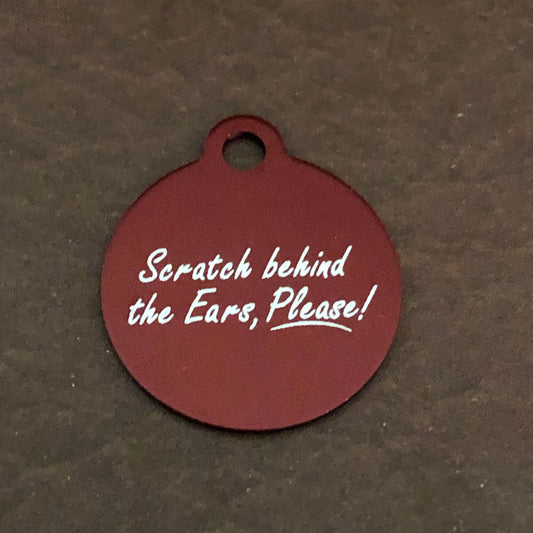 Scratch behind
the Ears, Please!